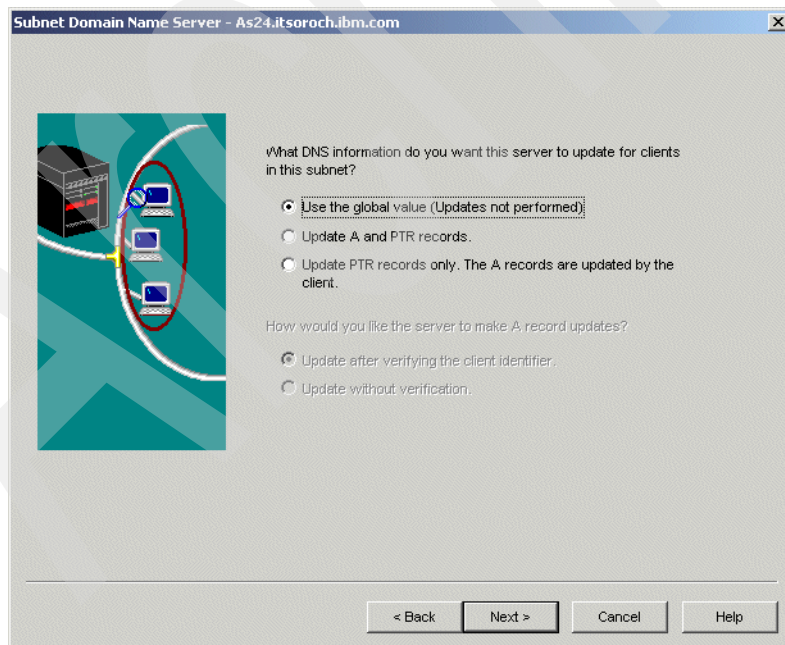 Subnet Domain Name Server - As24.itsoroch.ibm.com
What DNS information do you want this server to update for clients
in this subnet?
Use the global value (Updates not performed)
Update A and PTR records.
Update PTR records only. The A records are updated by the
client.
How would you like the server to make A record updates?
Update after verifying the client identifier.
Update without verification.
< Back
Next >
Cancel
Help